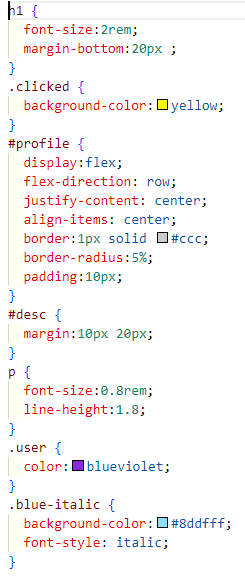 h1 {
font-size:2rem;
margin-bottom:20px ;
}
.clicked {
background-color: yellow;
}
#profile {
display:flex;
flex-direction: row;
justify-content: center;
align-items: center;
border:1px solid #ccc;
border-radius:5%;
padding:10px;
}
#desc {
margin:10px 20px;
}
p {
font-size:0.8rem;
line-height:1.8;
}
.user {
color: blueviolet;
}
.blue-italic {
background-color: #8ddfff;
font-style: italic;
}